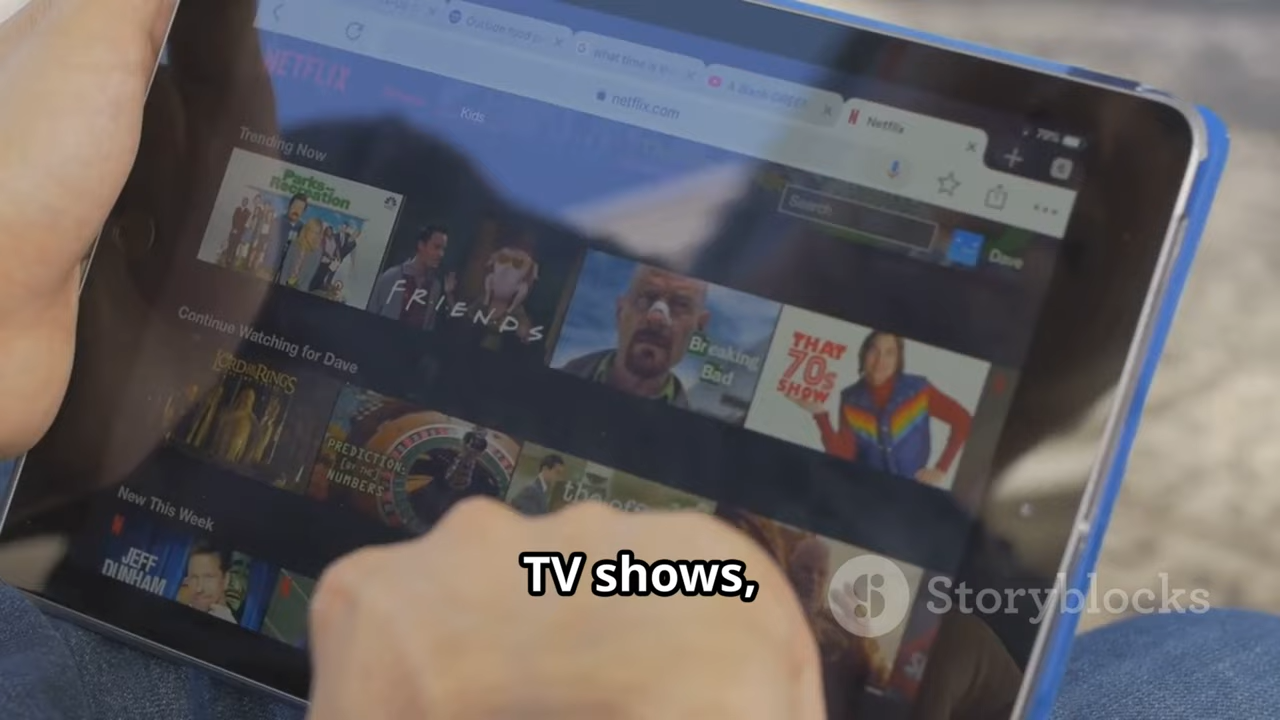 Netflix
netflix.com
79%
NETFLIX
Kids
Search
Dave
Trending Now
Parks and Recreation
FRIENDS
Breaking Bad
THAT 70s SHOW
Continue Watching for Dave
LORD OF THE RINGS
PREDICTION:
BY THE
NUMBERS
the office
New This Week
JEFF
DUNHAM
TV shows,
Storyblocks